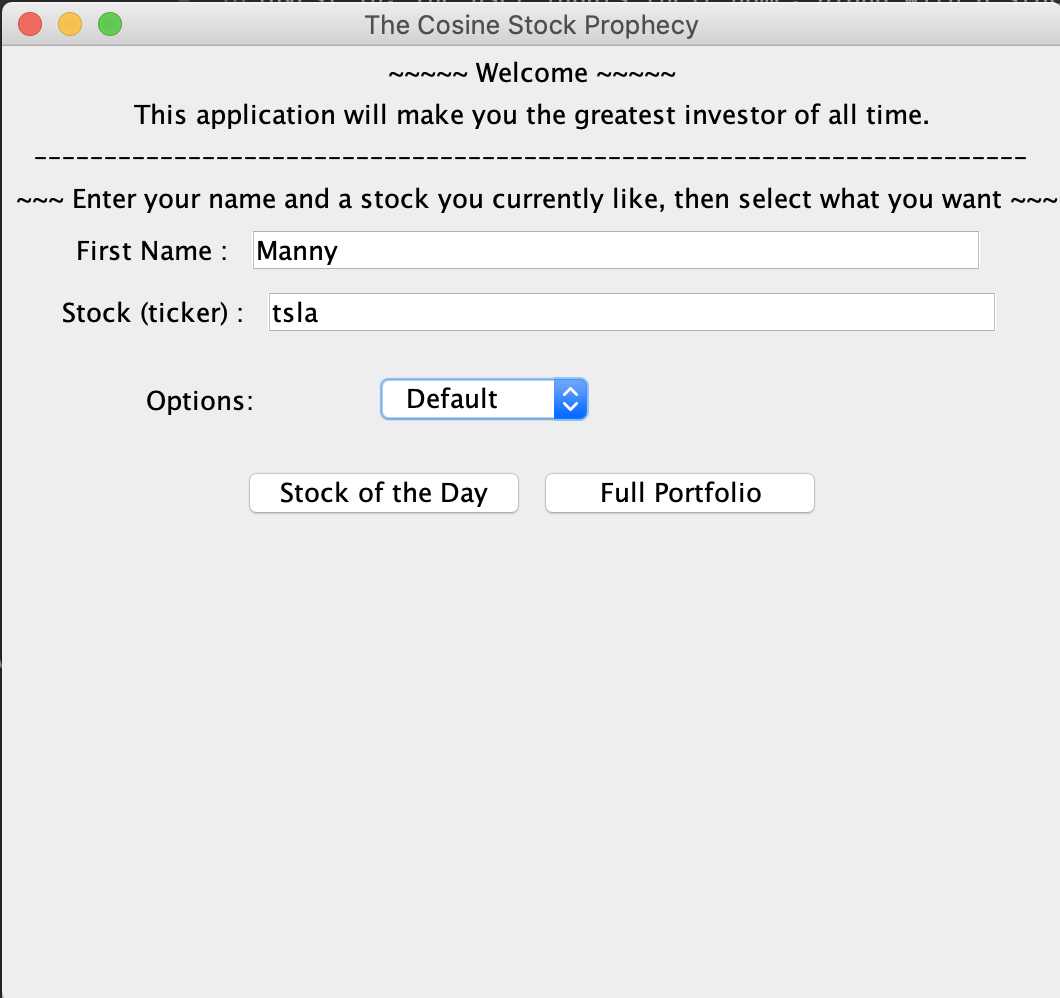 The Cosine Stock Prophecy
~~~~~ Welcome ~~~~~
This application will make you the greatest investor of all time.
-----------------------------------------------------------------------
~~~ Enter your name and a stock you currently like, then select what you want ~~~
First Name : Manny
Stock (ticker) : tsla
Options: Default
Stock of the Day Full Portfolio